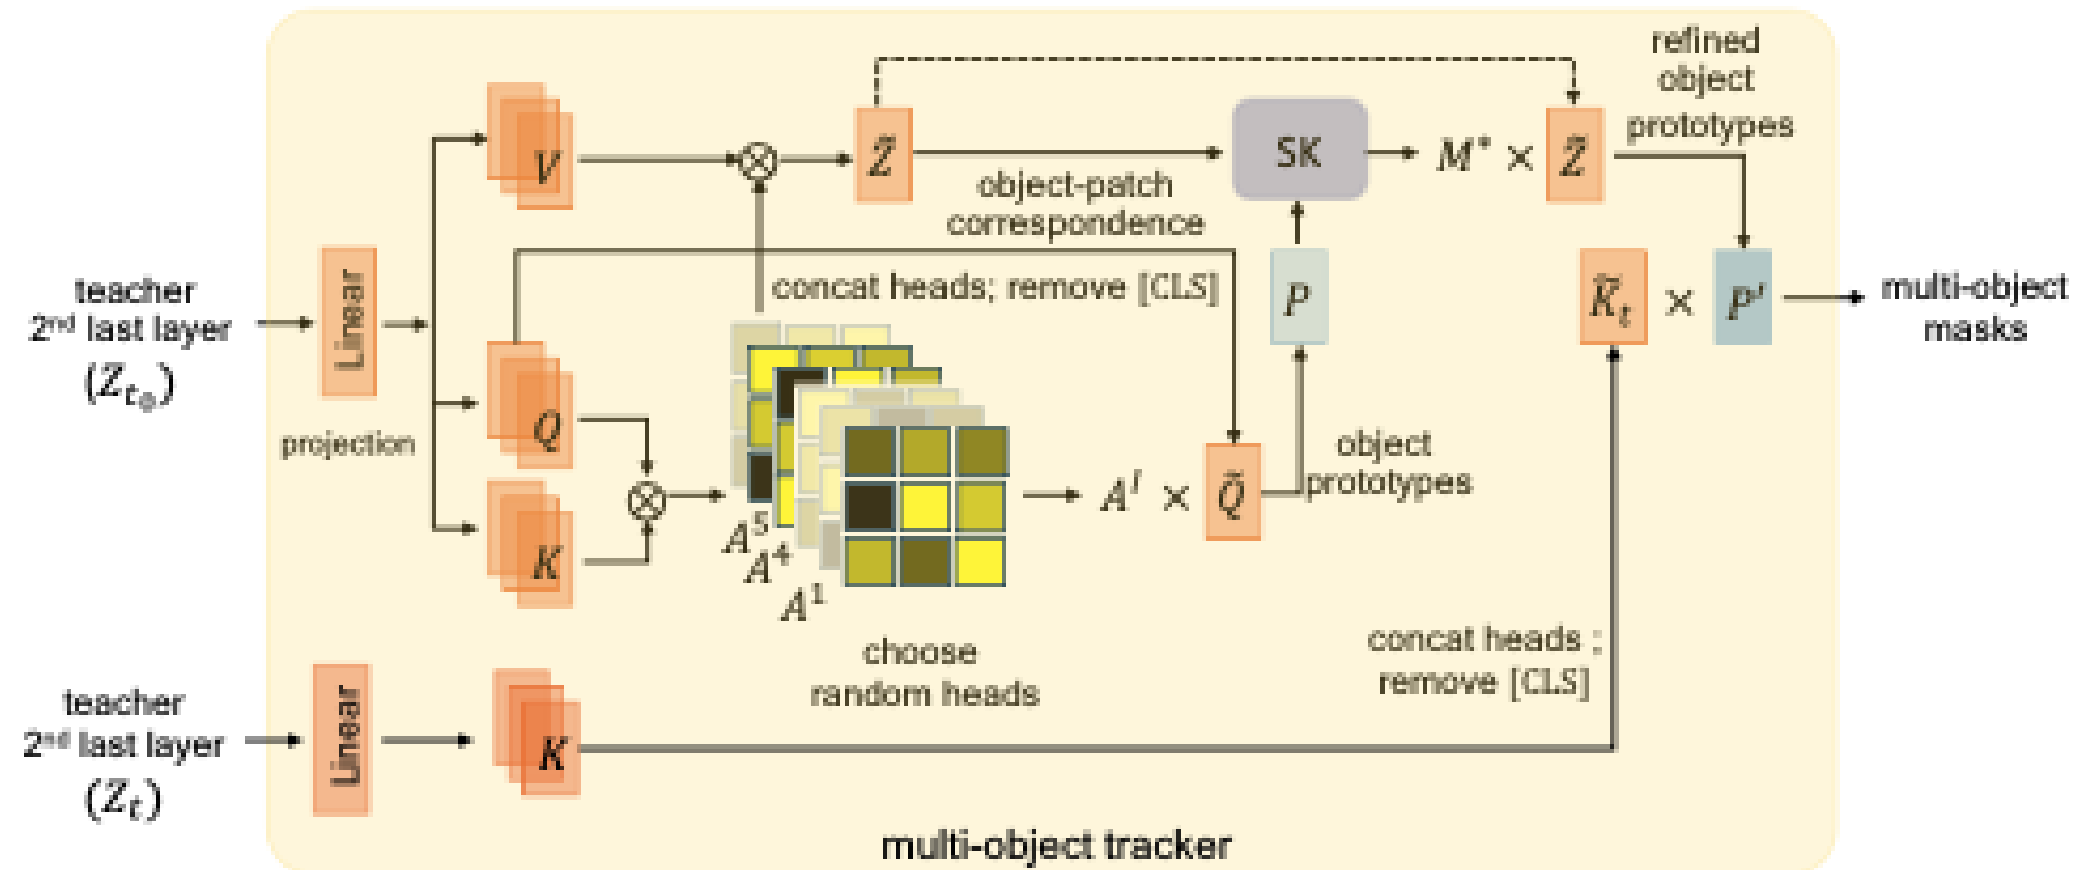 refined
object
prototypes
V
Z̃
SK
M* × Z̃
object-patch
correspondence
concat heads; remove [CLS]
teacher
2nd last layer
(Z_{t_0})
Linear
projection
Q
K
P
K̃_t × P′
multi-object
masks
A^5
A^4
A^1
A^I × Q̃
object
prototypes
choose
random heads
concat heads ;
remove [CLS]
teacher
2nd last layer
(Z_t)
Linear
K
multi-object tracker